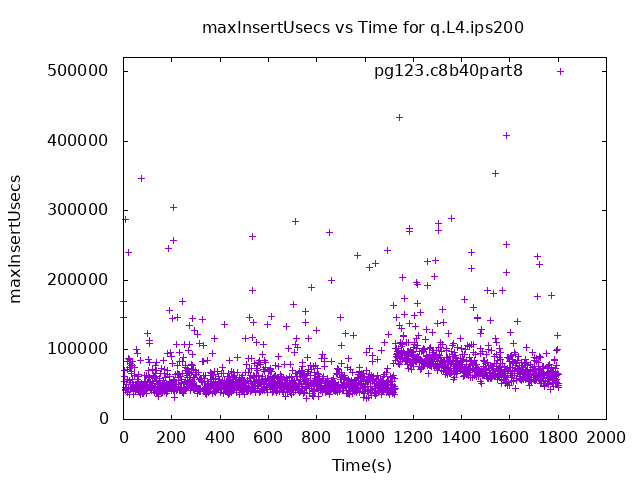 maxInsertUsecs vs Time for q.L4.ips200
pg123.c8b40part8
500000
400000
300000
200000
100000
0
maxInsertUsecs
0 200 400 600 800 1000 1200 1400 1600 1800 2000
Time(s)